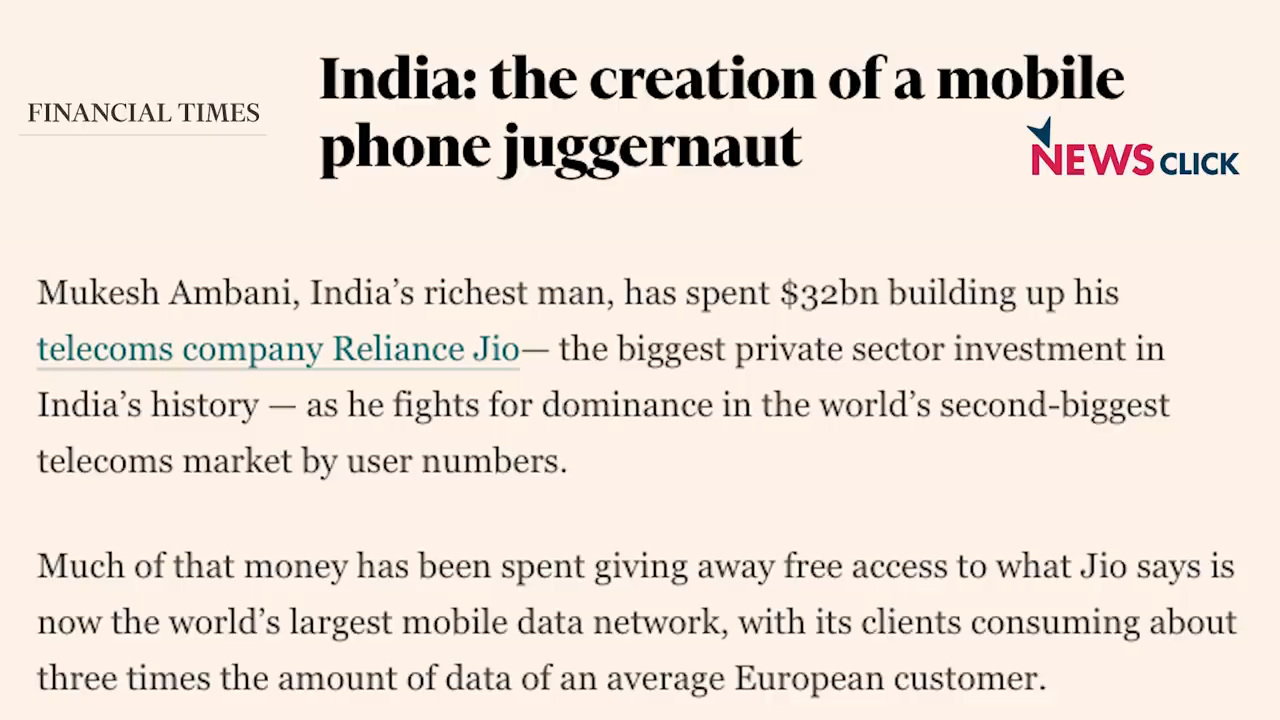 FINANCIAL TIMES
India: the creation of a mobile
phone juggernaut
NEWSCLICK
Mukesh Ambani, India’s richest man, has spent $32bn building up his
telecoms company Reliance Jio— the biggest private sector investment in
India’s history — as he fights for dominance in the world’s second-biggest
telecoms market by user numbers.
Much of that money has been spent giving away free access to what Jio says is
now the world’s largest mobile data network, with its clients consuming about
three times the amount of data of an average European customer.